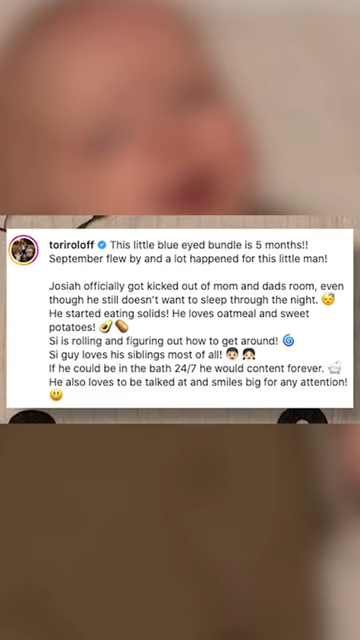 toriroloff This little blue eyed bundle is 5 months!!
September flew by and a lot happened for this little man!
Josiah officially got kicked out of mom and dads room, even
though he still doesn't want to sleep through the night. 😴
He started eating solids! He loves oatmeal and sweet
potatoes! 🥑🥔
Si is rolling and figuring out how to get around! 🌀
Si guy loves his siblings most of all! 👦🏻👧🏻
If he could be in the bath 24/7 he would content forever. 🛁
He also loves to be talked at and smiles big for any attention!
😃